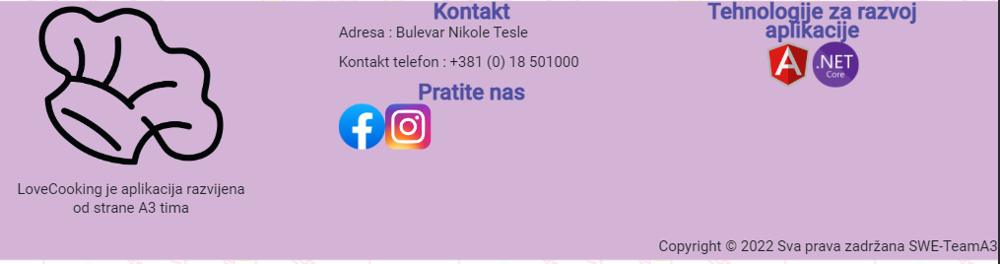 LoveCooking je aplikacija razvijena
od strane A3 tima
Kontakt
Adresa : Bulevar Nikole Tesle
Kontakt telefon : +381 (0) 18 501000
Pratite nas
Tehnologije za razvoj
aplikacije
A
.NET
Core
Copyright © 2022 Sva prava zadržana SWE-TeamA3